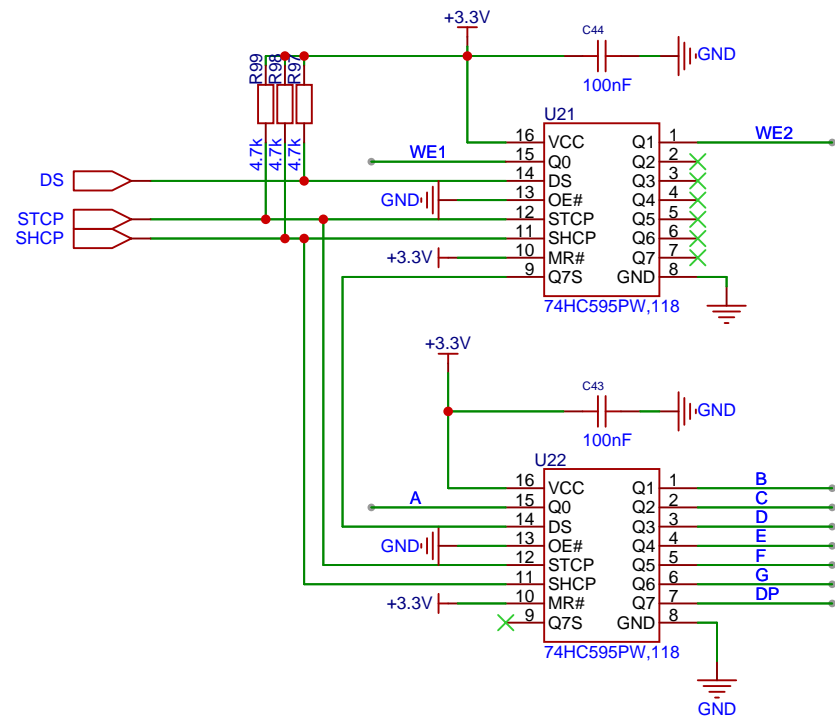 +3.3V
C44
GND
100nF
R99
R98
R97
4.7k
4.7k
4.7k
U21
16 VCC Q1 1 WE2
WE1 15 Q0 Q2 2
DS 14 DS Q3 3
GND 13 OE# Q4 4
STCP 12 STCP Q5 5
SHCP 11 SHCP Q6 6
+3.3V 10 MR# Q7 7
9 Q7S GND 8
74HC595PW,118
+3.3V
C43
GND
100nF
U22
16 VCC Q1 1 B
A 15 Q0 Q2 2 C
14 DS Q3 3 D
GND 13 OE# Q4 4 E
12 STCP Q5 5 F
11 SHCP Q6 6 G
+3.3V 10 MR# Q7 7 DP
9 Q7S GND 8
74HC595PW,118
GND